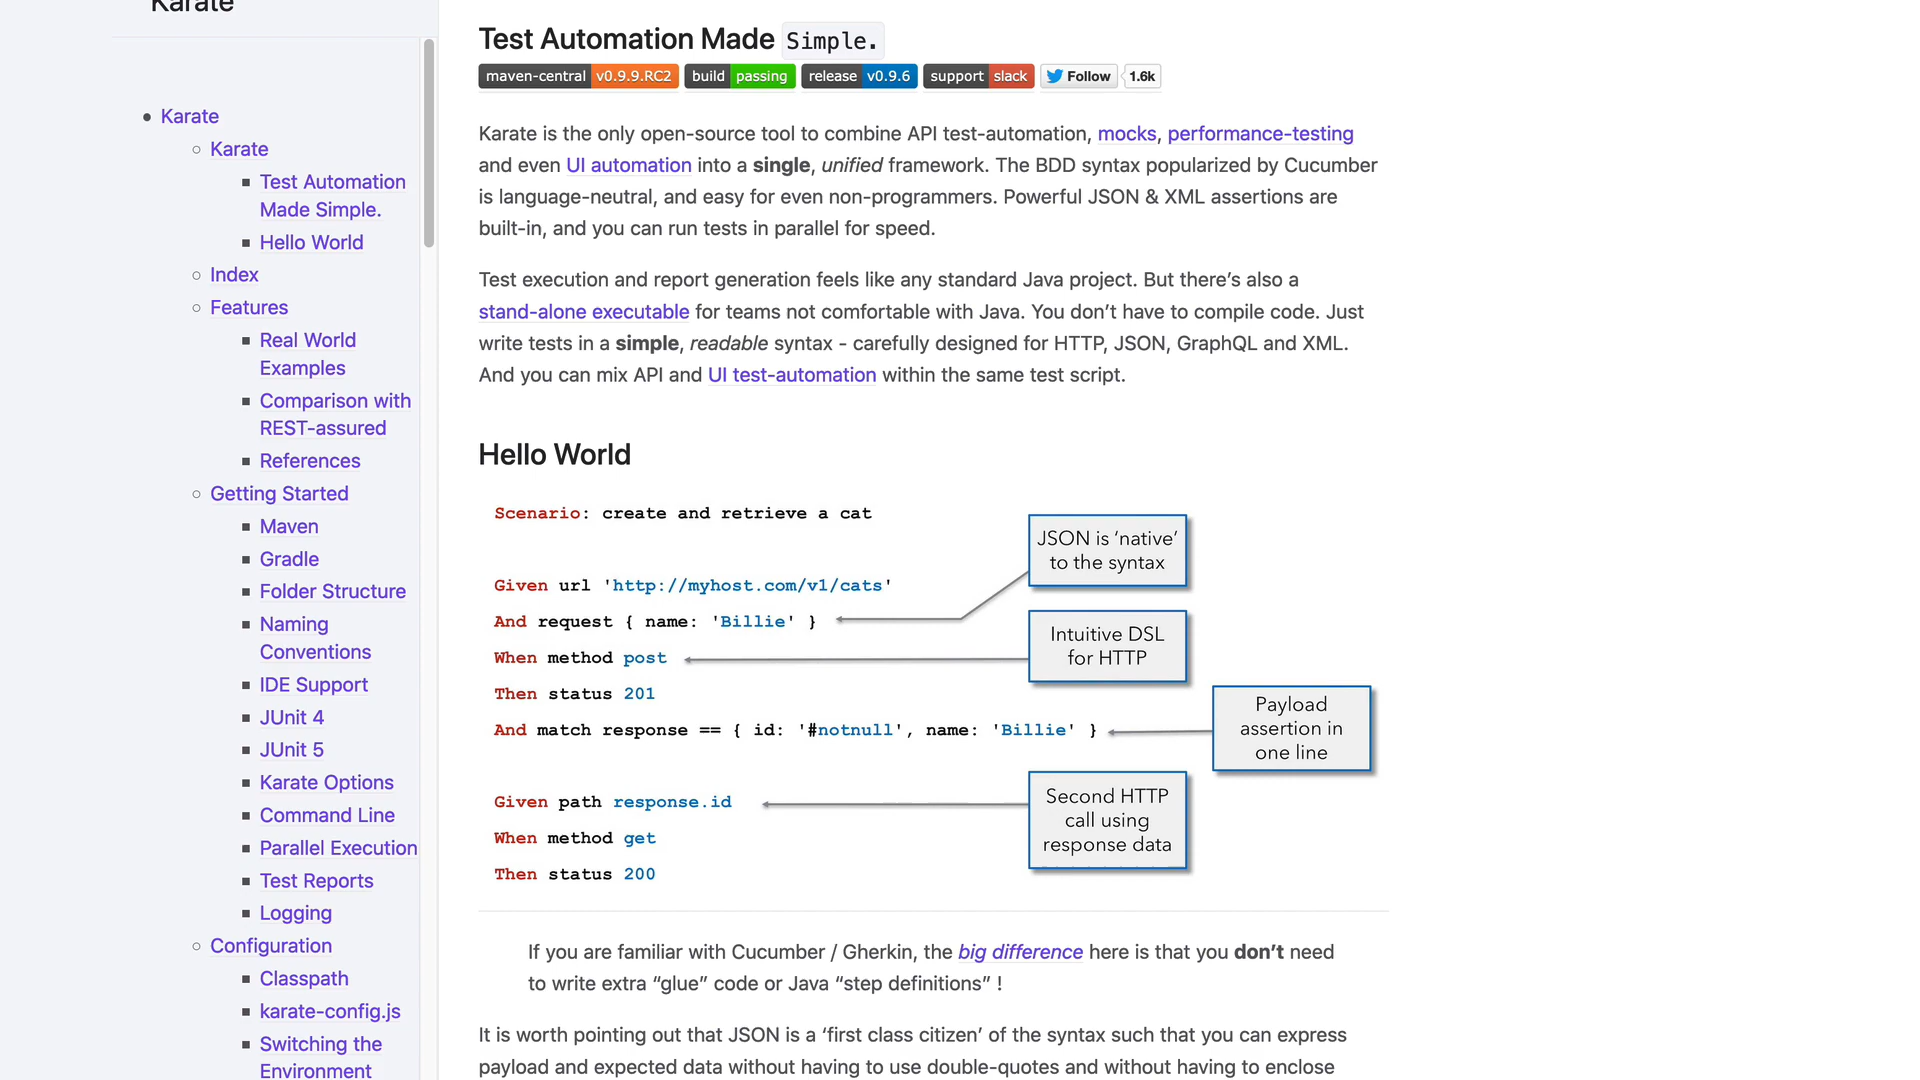 Karate
Karate
Karate
Test Automation
Made Simple.
Hello World
Index
Features
Real World
Examples
Comparison with
REST-assured
References
Getting Started
Maven
Gradle
Folder Structure
Naming
Conventions
IDE Support
JUnit 4
JUnit 5
Karate Options
Command Line
Parallel Execution
Test Reports
Logging
Configuration
Classpath
karate-config.js
Switching the
Environment
Test Automation Made Simple.
maven-central v0.9.9.RC2 build passing release v0.9.6 support slack Follow 1.6k
Karate is the only open-source tool to combine API test-automation, mocks, performance-testing
and even UI automation into a single, unified framework. The BDD syntax popularized by Cucumber
is language-neutral, and easy for even non-programmers. Powerful JSON & XML assertions are
built-in, and you can run tests in parallel for speed.
Test execution and report generation feels like any standard Java project. But there’s also a
stand-alone executable for teams not comfortable with Java. You don’t have to compile code. Just
write tests in a simple, readable syntax - carefully designed for HTTP, JSON, GraphQL and XML.
And you can mix API and UI test-automation within the same test script.
Hello World
Scenario: create and retrieve a cat
Given url 'http://myhost.com/v1/cats'
And request { name: 'Billie' }
When method post
Then status 201
And match response == { id: '#notnull', name: 'Billie' }
Given path response.id
When method get
Then status 200
JSON is ‘native’
to the syntax
Intuitive DSL
for HTTP
Payload
assertion in
one line
Second HTTP
call using
response data
If you are familiar with Cucumber / Gherkin, the big difference here is that you don’t need
to write extra “glue” code or Java “step definitions” !
It is worth pointing out that JSON is a ‘first class citizen’ of the syntax such that you can express
payload and expected data without having to use double-quotes and without having to enclose